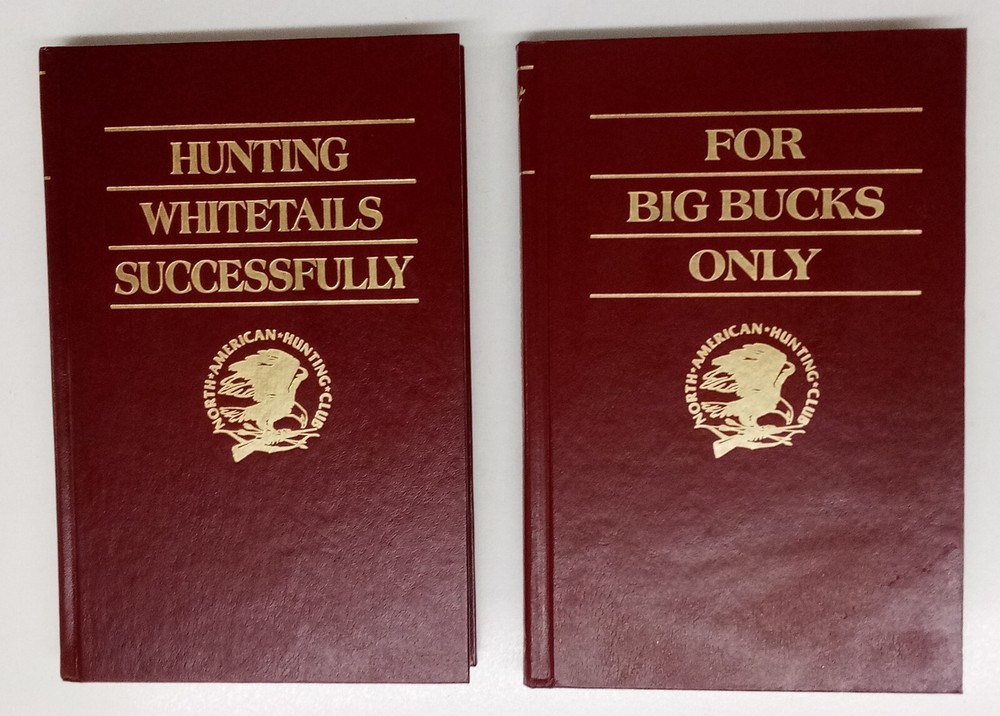 HUNTING
WHITETAILS
SUCCESSFULLY
NORTH•AMERICAN•HUNTING•CLUB
FOR
BIG BUCKS
ONLY
NORTH•AMERICAN•HUNTING•CLUB